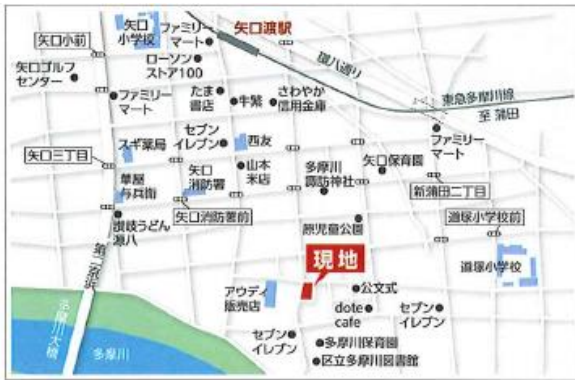 矢口
小学校
ファミリー
マート
矢口渡駅
環八通り
矢口小前
ローソン
ストア100
矢口ゴルフ
センター
ファミリー
マート
たま
書店
牛繁
さわやか
信用金庫
東急多摩川線
至 蒲田
セブン
イレブン
西友
ファミリー
マート
スギ薬局
矢口三丁目
山本
米店
多摩川
諏訪神社
矢口保育園
華屋
与兵衛
矢口
消防署
新蒲田二丁目
矢口消防署前
讃岐うどん
源八
原児童公園
道塚小学校前
道塚小学校
現地
第二京浜
アウディ
販売店
公文式
dote
cafe
セブン
イレブン
多摩川大橋
多摩川
セブン
イレブン
多摩川保育園
区立多摩川図書館